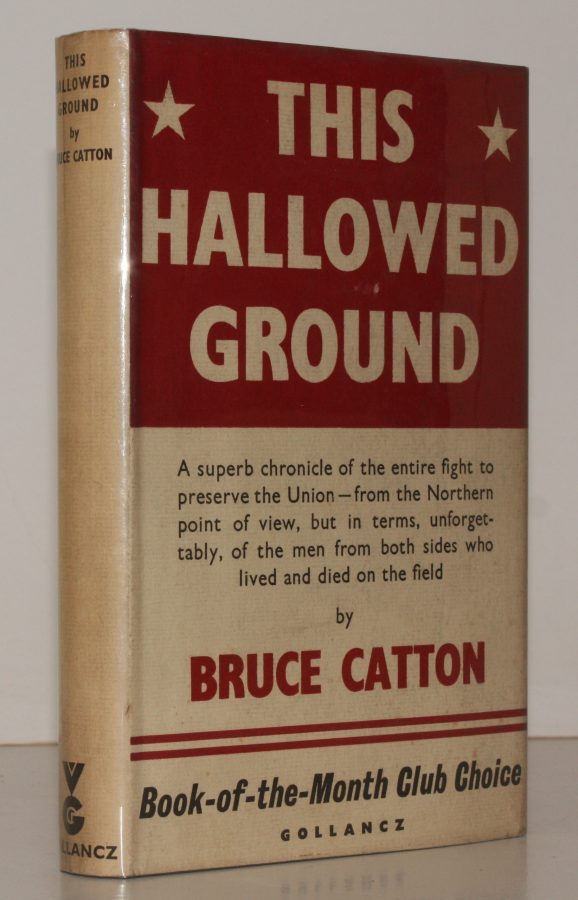 THIS
HALLOWED
GROUND
by
BRUCE CATTON
VG
GOLLANCZ
THIS
HALLOWED
GROUND
A superb chronicle of the entire fight to
preserve the Union—from the Northern
point of view, but in terms, unforget-
tably, of the men from both sides who
lived and died on the field
by
BRUCE CATTON
Book-of-the-Month Club Choice
GOLLANCZ